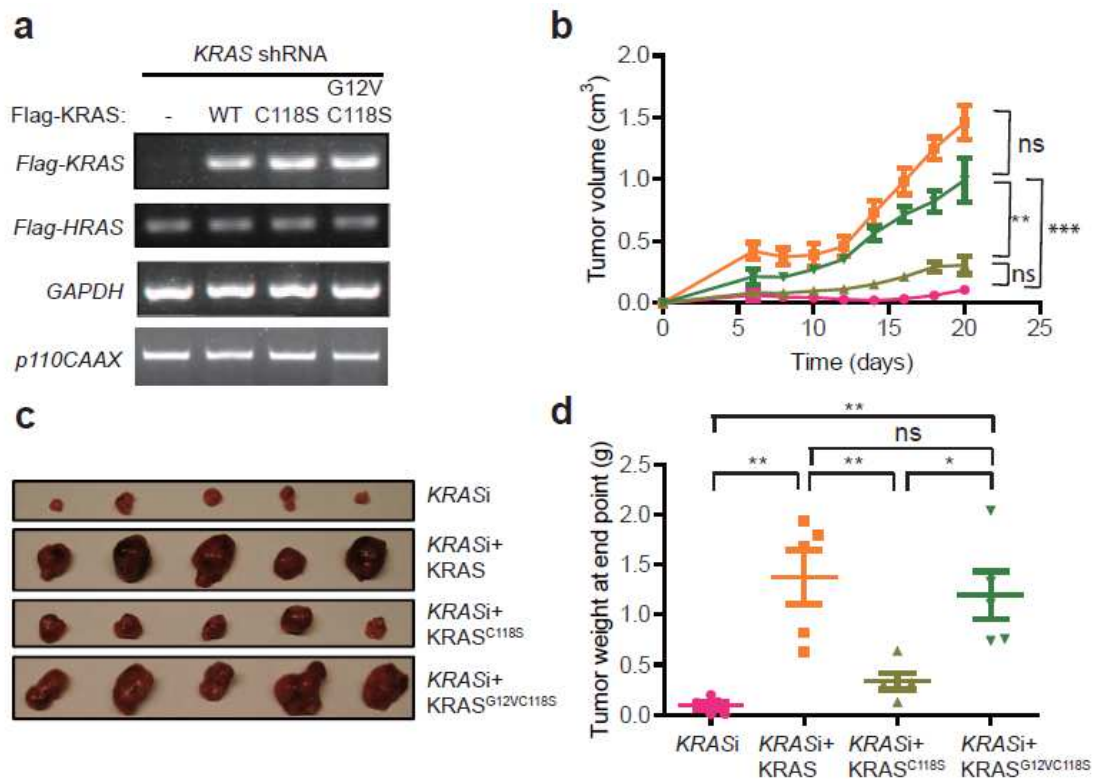 a
KRAS shRNA
G12V
Flag-KRAS: - WT C118S C118S
Flag-KRAS
Flag-HRAS
GAPDH
p110CAAX
b
Tumor volume (cm³)
2.0
1.5
1.0
0.5
0.0
0 5 10 15 20 25
Time (days)
ns
**
***
ns
c
KRASi
KRASi+
KRAS
KRASi+
KRASC118S
KRASi+
KRASG12VC118S
d
**
ns
** ** *
Tumor weight at end point (g)
2.5
2.0
1.5
1.0
0.5
0.0
KRASi KRASi+ KRASi+ KRASi+
KRAS KRASC118S KRASG12VC118S